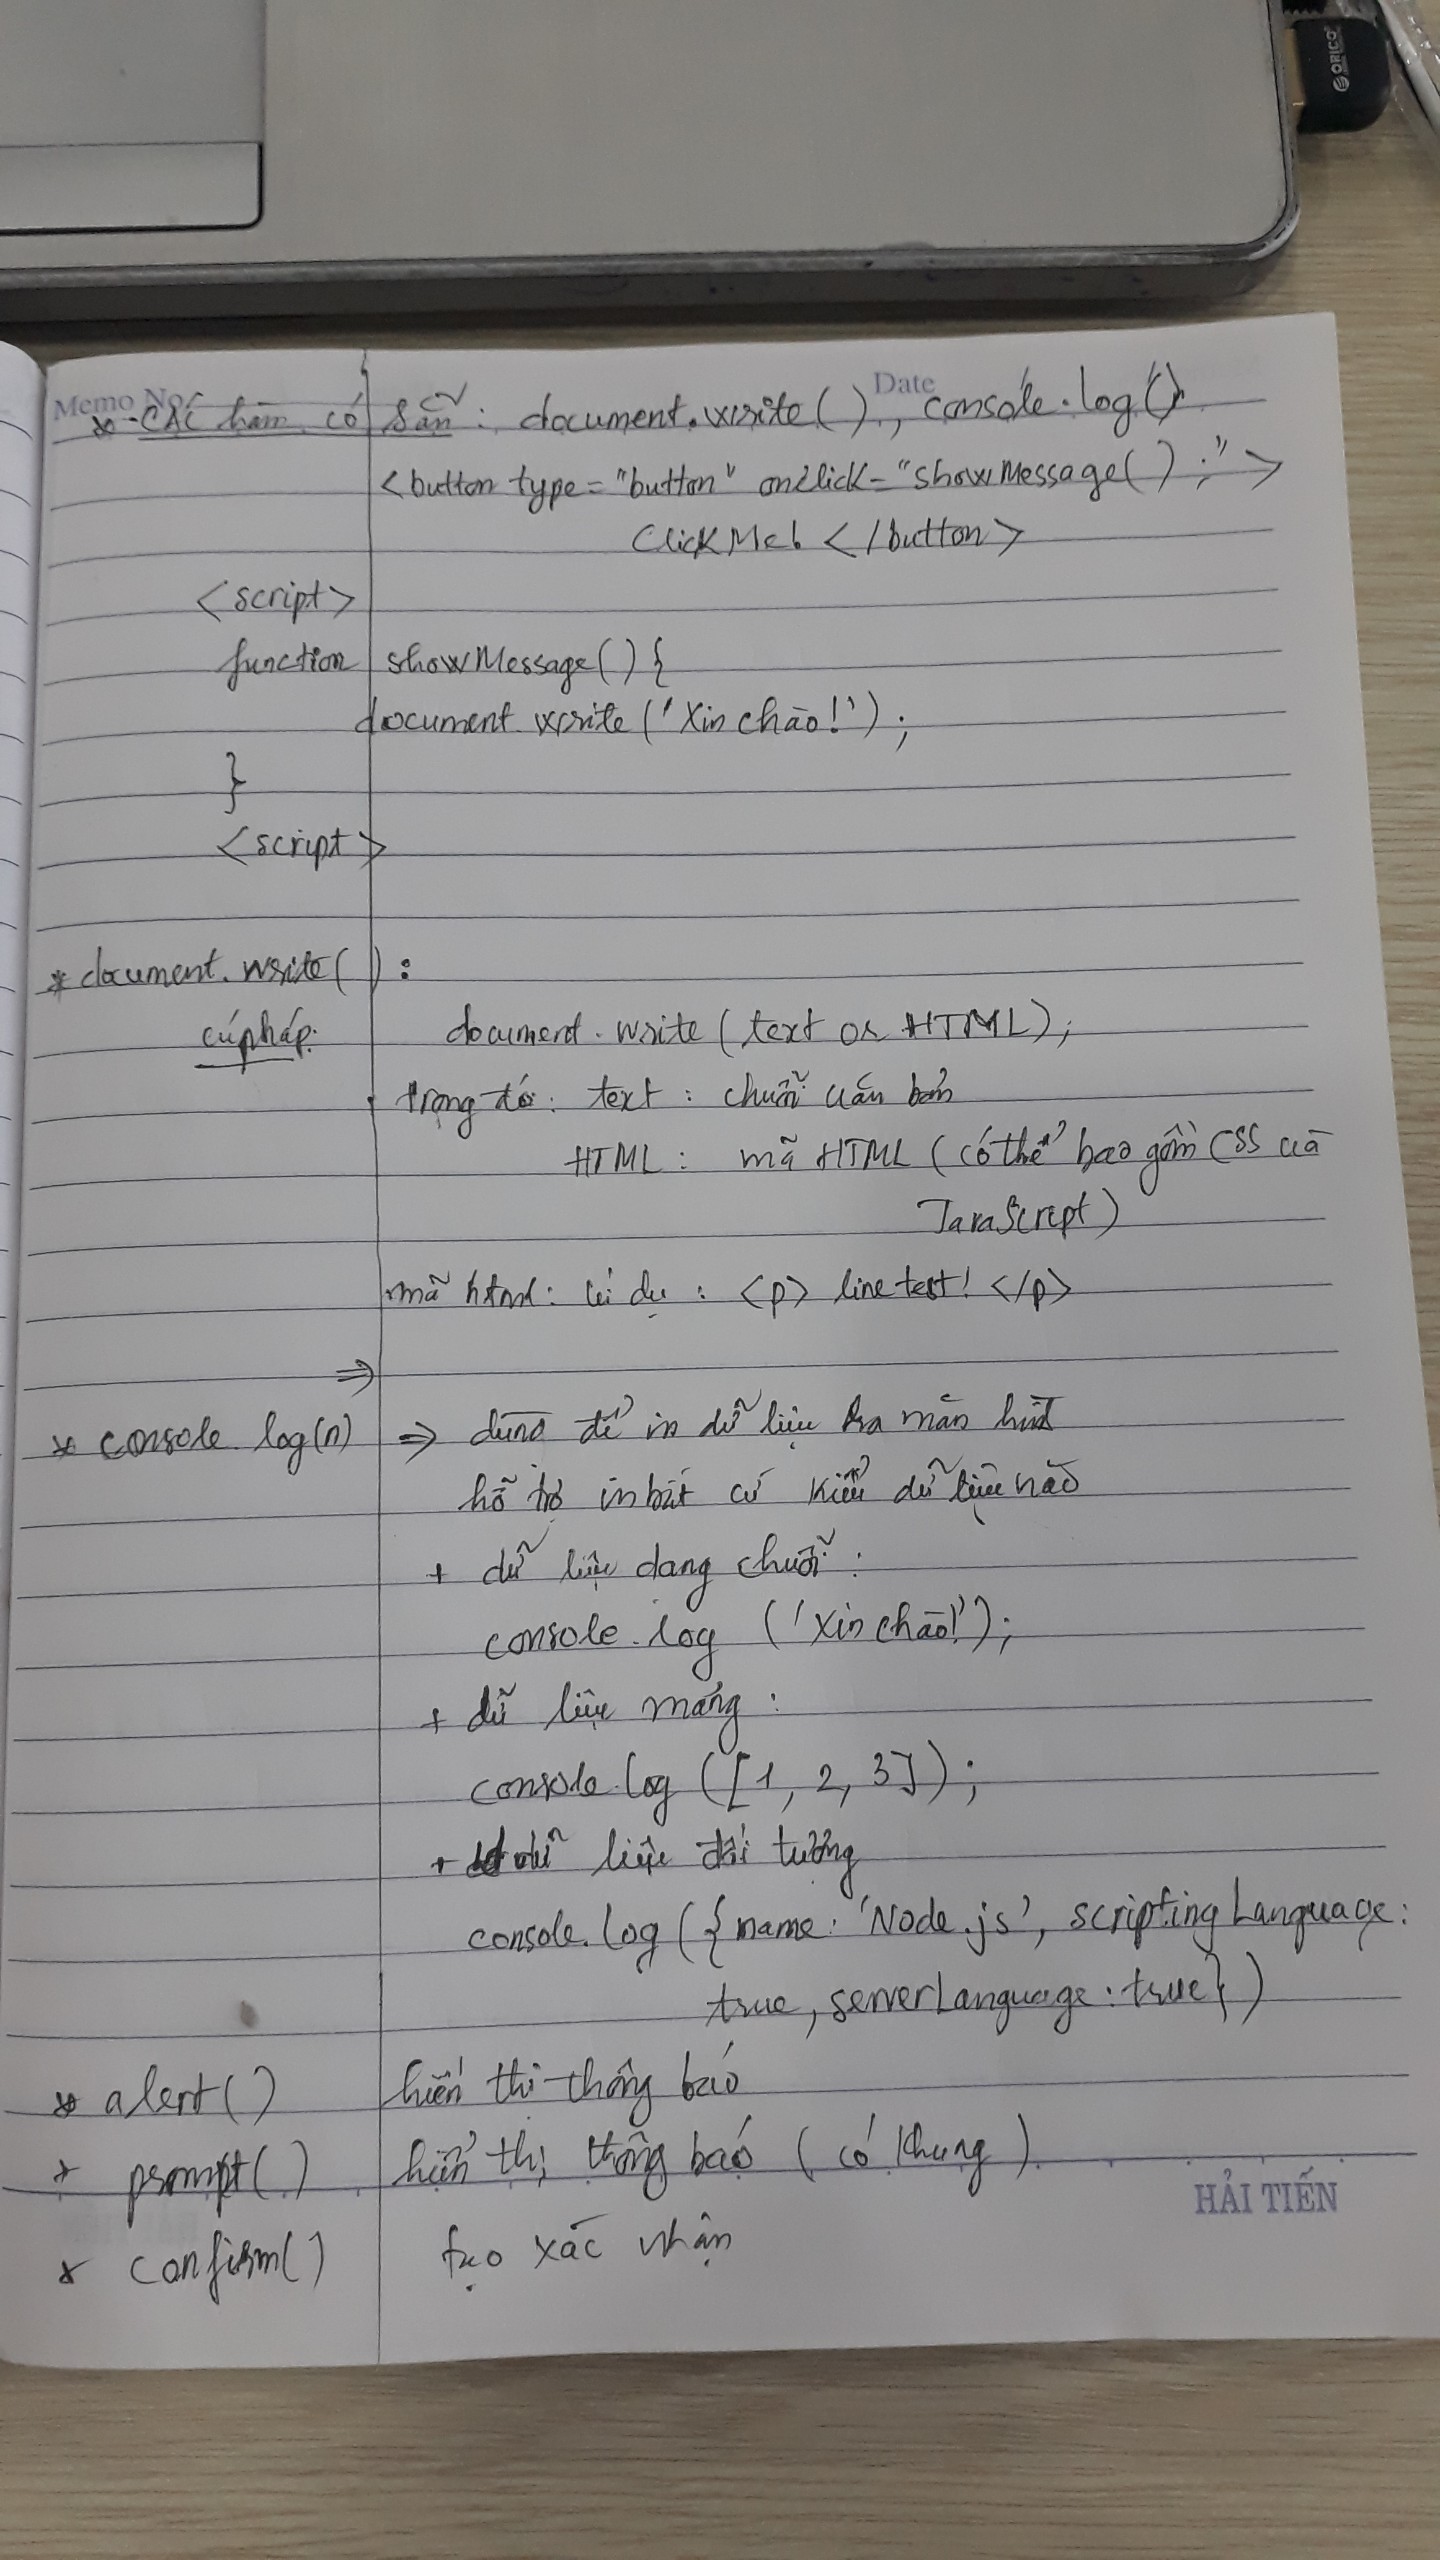 ORICO
Memo No. Date
* CÁC hàm có sẵn : document.write( ), console.log()
<button type="button" onclick="showMessage( );">
Click Me! </button>
<script>
function showMessage( ) {
document.write('Xin chào!');
}
<script>
* document.write( ) :
cú pháp: document.write (text or HTML);
trong đó: text : chuỗi văn bản
HTML : mã HTML (có thể bao gồm CSS và
JavaScript)
mã html: ví dụ : <p> line test! </p>
⇒
* console.log(n) ⇒ dùng để in dữ liệu ra màn hình
hỗ trợ in bất cứ kiểu dữ liệu nào
+ dữ liệu dạng chuỗi :
console.log ('Xin chào!');
+ dữ liệu mảng :
console.log ([1, 2, 3]);
+ dữ liệu đối tượng
console.log ({name: 'Node.js', scriptingLanguage:
true, serverLanguage: true})
* alert( ) hiển thị thông báo
* prompt( ) hiển thị thông báo (có khung)
HẢI TIẾN
* confirm( ) tạo xác nhận